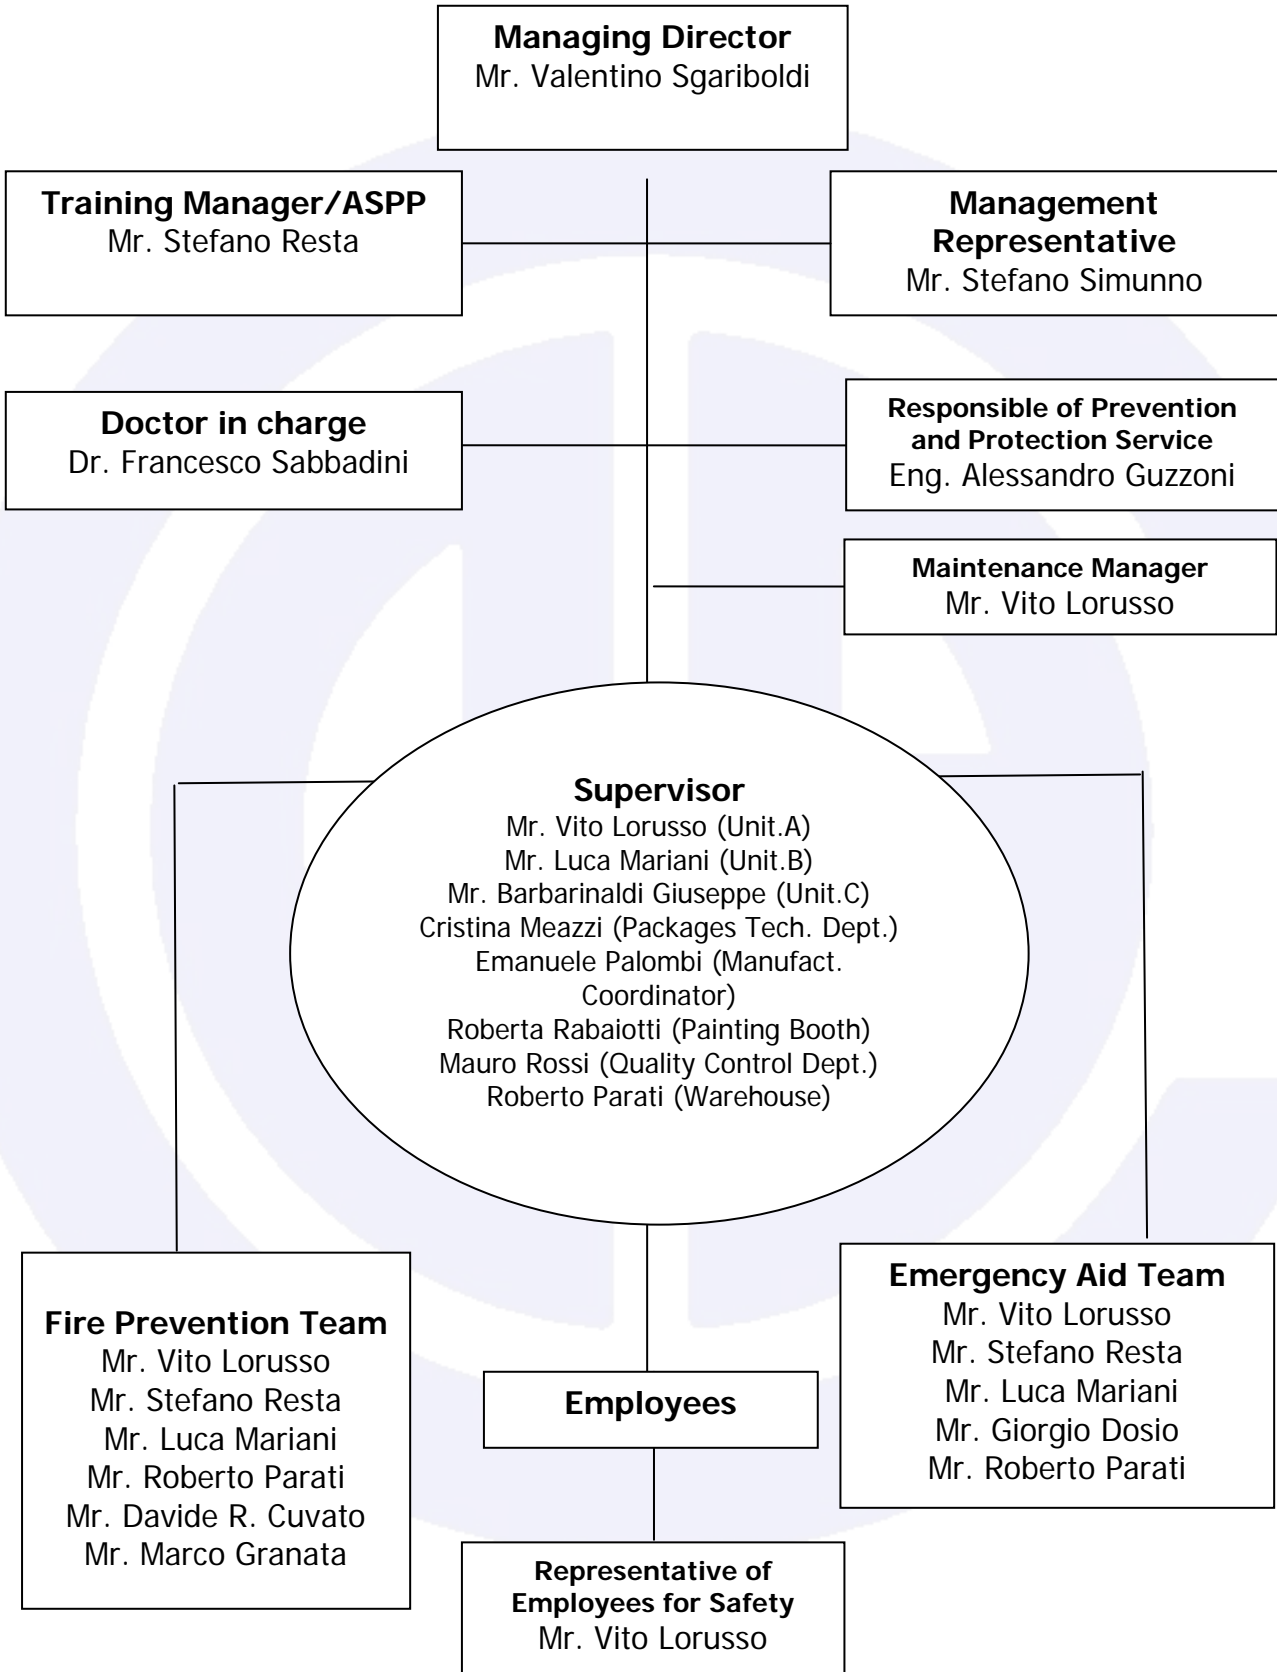 Managing Director
Mr. Valentino Sgariboldi
Training Manager/ASPP
Mr. Stefano Resta
Management
Representative
Mr. Stefano Simunno
Doctor in charge
Dr. Francesco Sabbadini
Responsible of Prevention
and Protection Service
Eng. Alessandro Guzzoni
Maintenance Manager
Mr. Vito Lorusso
Supervisor
Mr. Vito Lorusso (Unit.A)
Mr. Luca Mariani (Unit.B)
Mr. Barbarinaldi Giuseppe (Unit.C)
Cristina Meazzi (Packages Tech. Dept.)
Emanuele Palombi (Manufact.
Coordinator)
Roberta Rabaiotti (Painting Booth)
Mauro Rossi (Quality Control Dept.)
Roberto Parati (Warehouse)
Fire Prevention Team
Mr. Vito Lorusso
Mr. Stefano Resta
Mr. Luca Mariani
Mr. Roberto Parati
Mr. Davide R. Cuvato
Mr. Marco Granata
Emergency Aid Team
Mr. Vito Lorusso
Mr. Stefano Resta
Mr. Luca Mariani
Mr. Giorgio Dosio
Mr. Roberto Parati
Employees
Representative of
Employees for Safety
Mr. Vito Lorusso